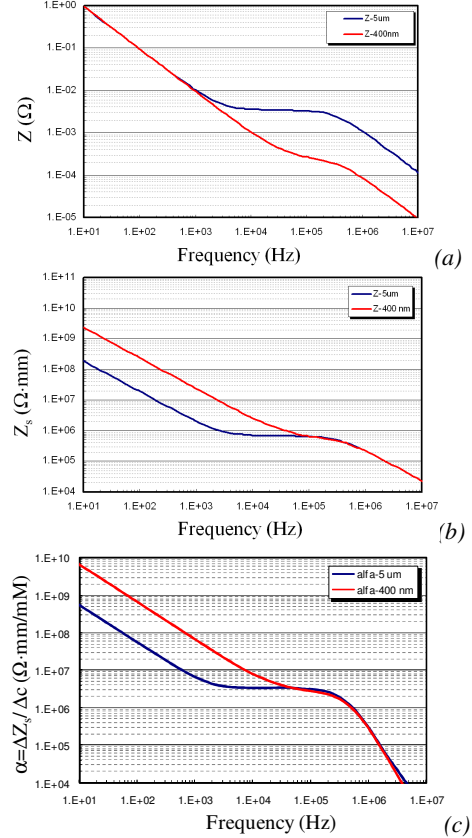 1.E+00
1.E-01
1.E-02
1.E-03
1.E-04
1.E-05
Z (Ω)
Z-5um
Z-400nm
1.E+01 1.E+02 1.E+03 1.E+04 1.E+05 1.E+06 1.E+07
Frequency (Hz)
(a)
1.E+11
1.E+10
1.E+09
1.E+08
1.E+07
1.E+06
1.E+05
1.E+04
Zs (Ω·mm)
Z-5um
Z-400 nm
1.E+01 1.E+02 1.E+03 1.E+04 1.E+05 1.E+06 1.E+07
Frequency (Hz)
(b)
1.E+10
1.E+09
1.E+08
1.E+07
1.E+06
1.E+05
1.E+04
α=ΔZs/Δc (Ω·mm/mM)
alfa-5 um
alfa-400 nm
1.E+01 1.E+02 1.E+03 1.E+04 1.E+05 1.E+06 1.E+07
Frequency (Hz)
(c)